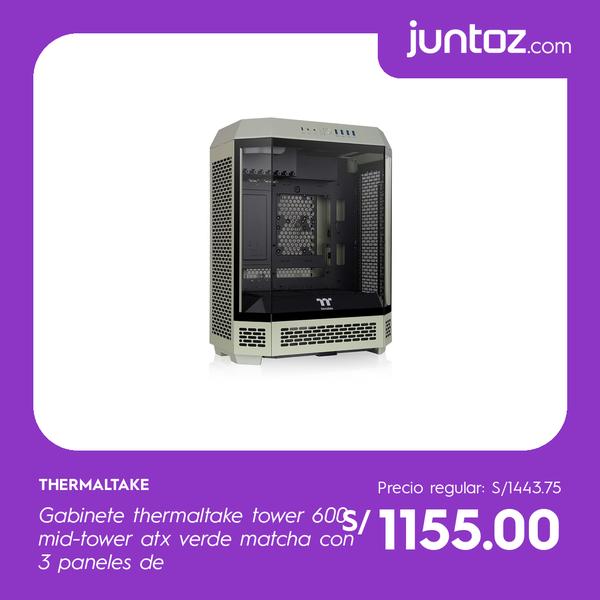 juntoz.com
THERMALTAKE
Gabinete thermaltake tower 600
mid-tower atx verde matcha con
3 paneles de
Precio regular: S/1443.75
S/ 1155.00